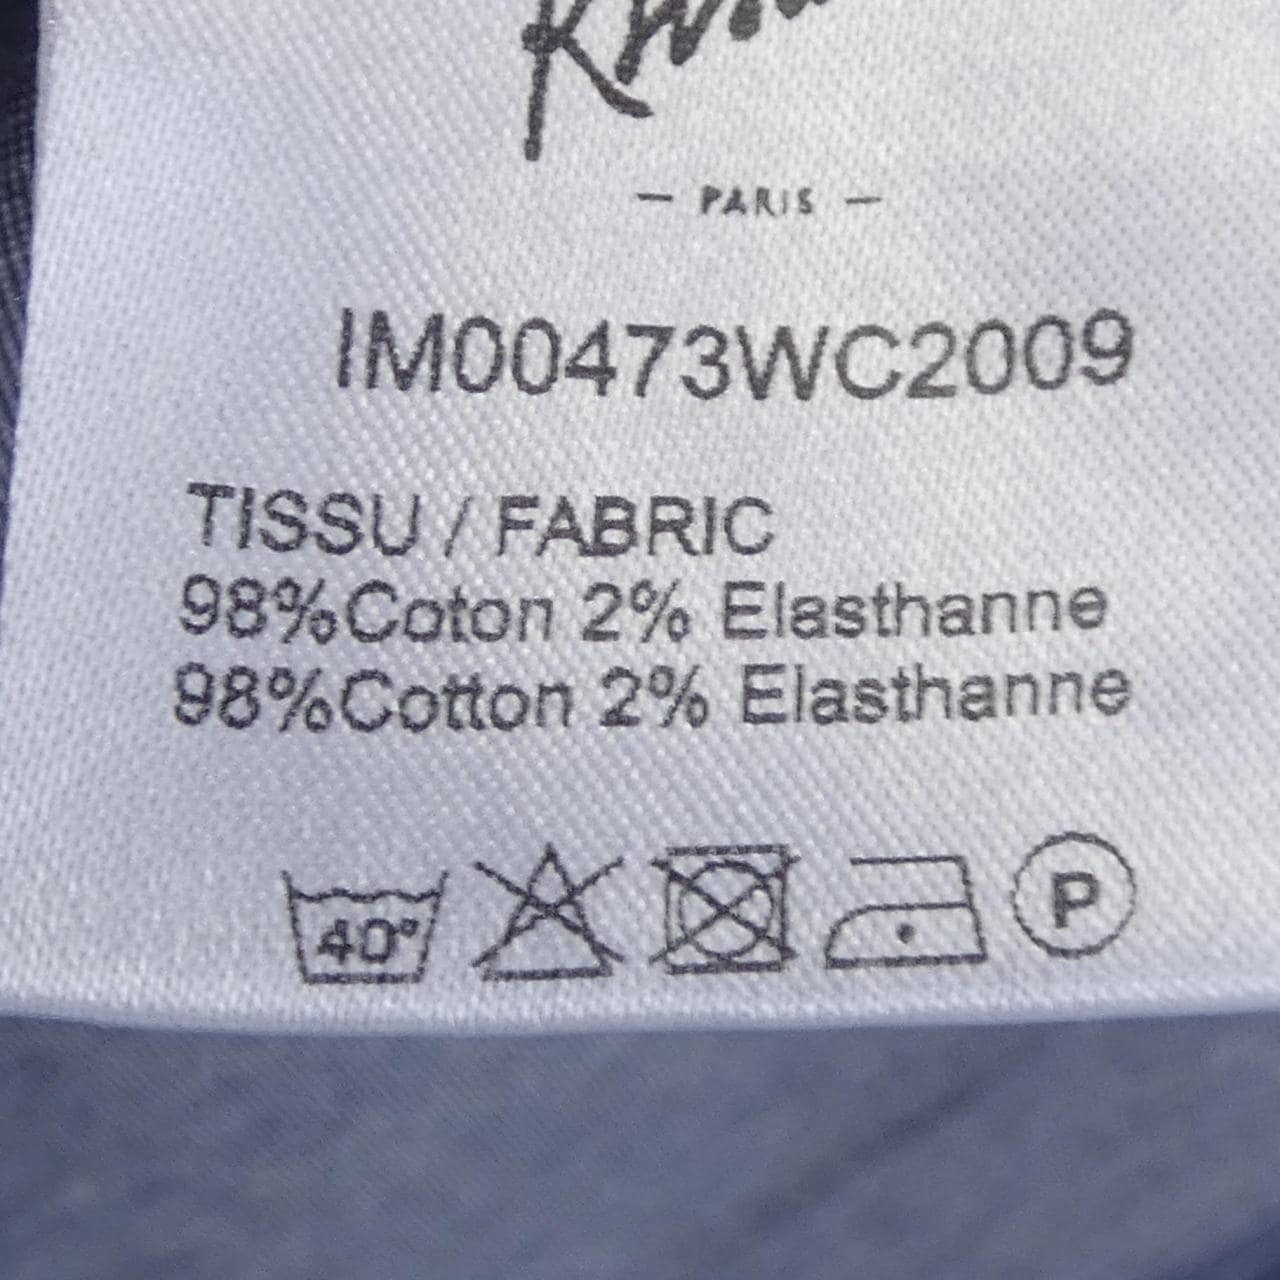 — PARIS —
IM00473WC2009
TISSU / FABRIC
98%Coton 2% Elasthanne
98%Cotton 2% Elasthanne
40°
P